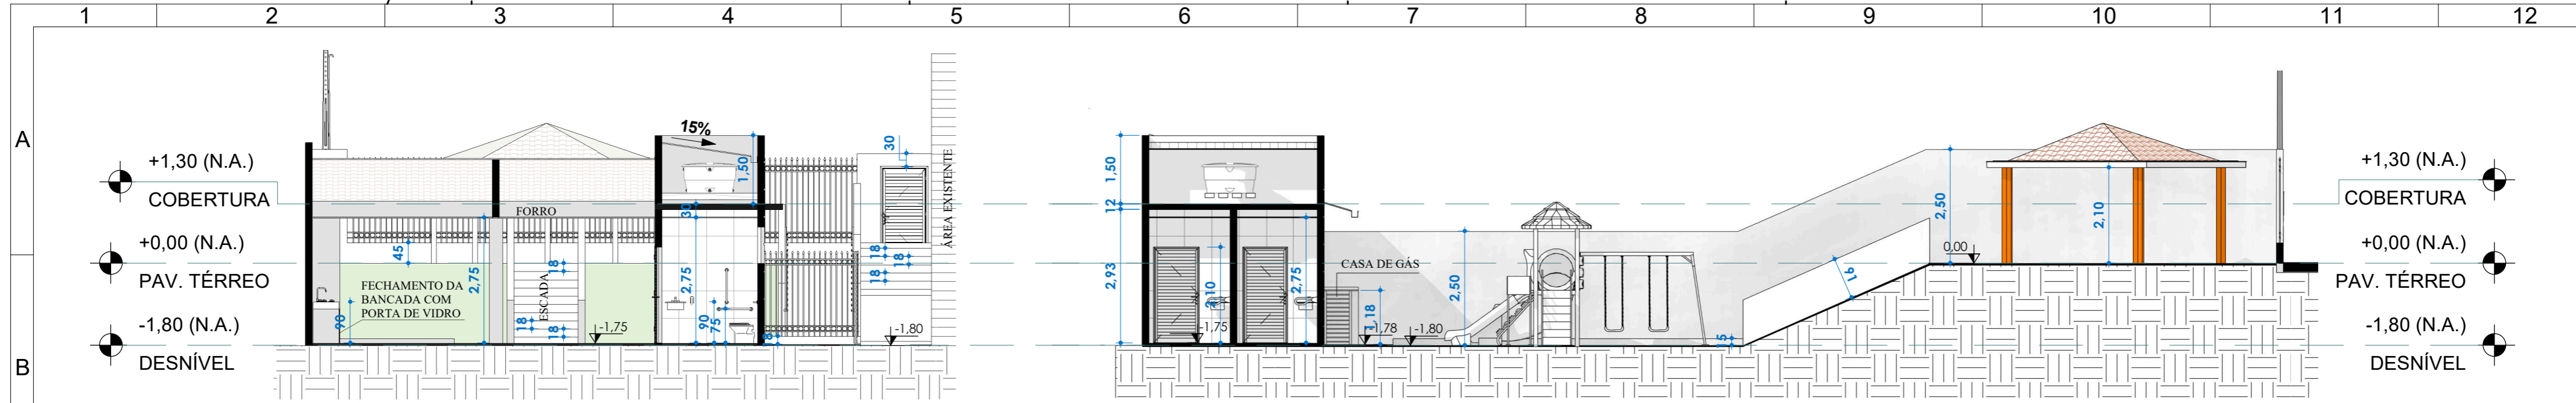 1 2 3 4 5 6 7 8 9 10 11 12
A
B
+1,30 (N.A.)
COBERTURA
+0,00 (N.A.)
PAV. TÉRREO
-1,80 (N.A.)
DESNÍVEL
15%
1,50
30
30
FORRO
45
2,75
18
FECHAMENTO DA
BANCADA COM
PORTA DE VIDRO
90
ESCADA
18
18
-1,75
2,75
90
75
8
18
18
18
-1,80
ÁREA EXISTENTE
1,50
12
2,93
2,10
2,75
-1,75
CASA DE GÁS
1,18
-1,78
-1,80
2,50
15
91
2,50
0,00
2,10
+1,30 (N.A.)
COBERTURA
+0,00 (N.A.)
PAV. TÉRREO
-1,80 (N.A.)
DESNÍVEL